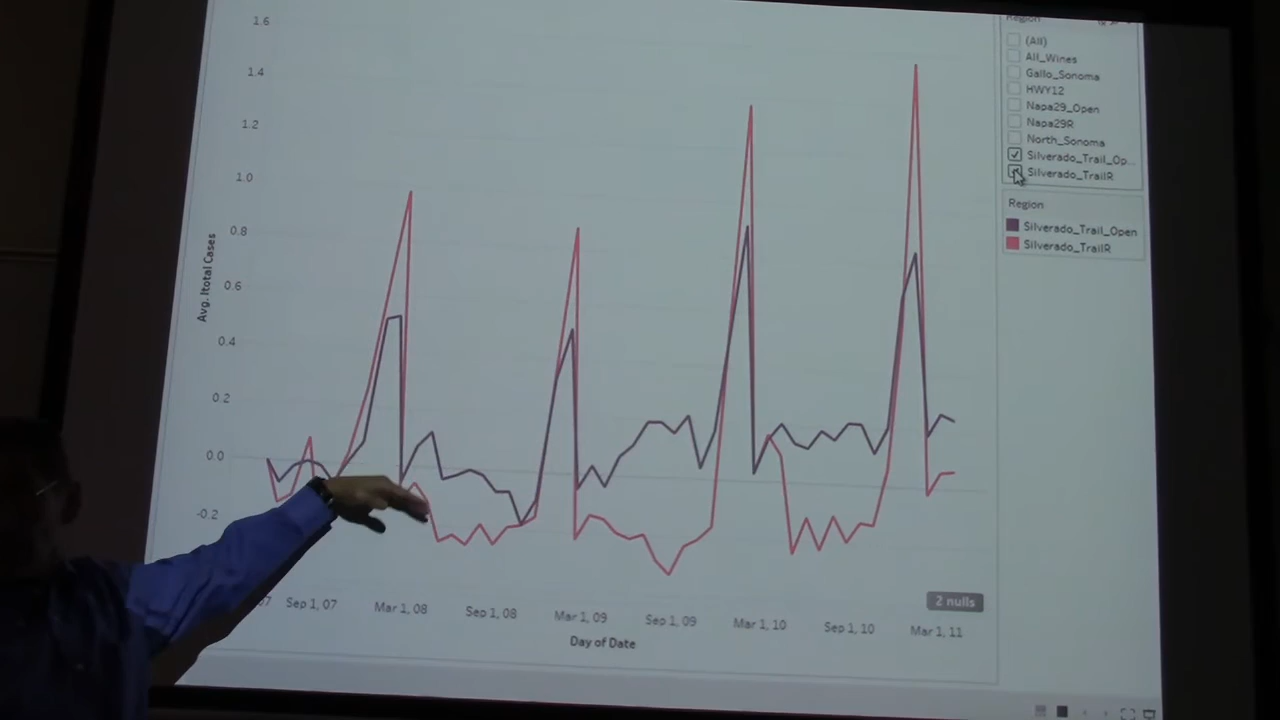 1.6
1.4
1.2
1.0
0.8
0.6
0.4
0.2
0.0
-0.2
Avg. Itotal Cases
07
Sep 1, 07
Mar 1, 08
Sep 1, 08
Mar 1, 09
Sep 1, 09
Mar 1, 10
Sep 1, 10
Mar 1, 11
Day of Date
2 nulls
Region
(All)
All_Wines
Gallo_Sonoma
HWY12
Napa29_Open
Napa29R
North_Sonoma
Silverado_Trail_Op...
Silverado_TrailR
Region
Silverado_Trail_Open
Silverado_TrailR